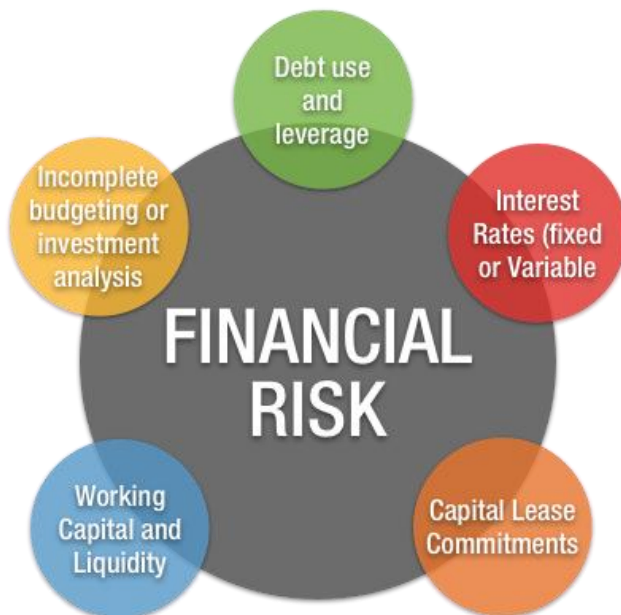 Debt use
and
leverage
Interest
Rates (fixed
or Variable
Capital Lease
Commitments
Working
Capital and
Liquidity
Incomplete
budgeting or
investment
analysis
FINANCIAL
RISK